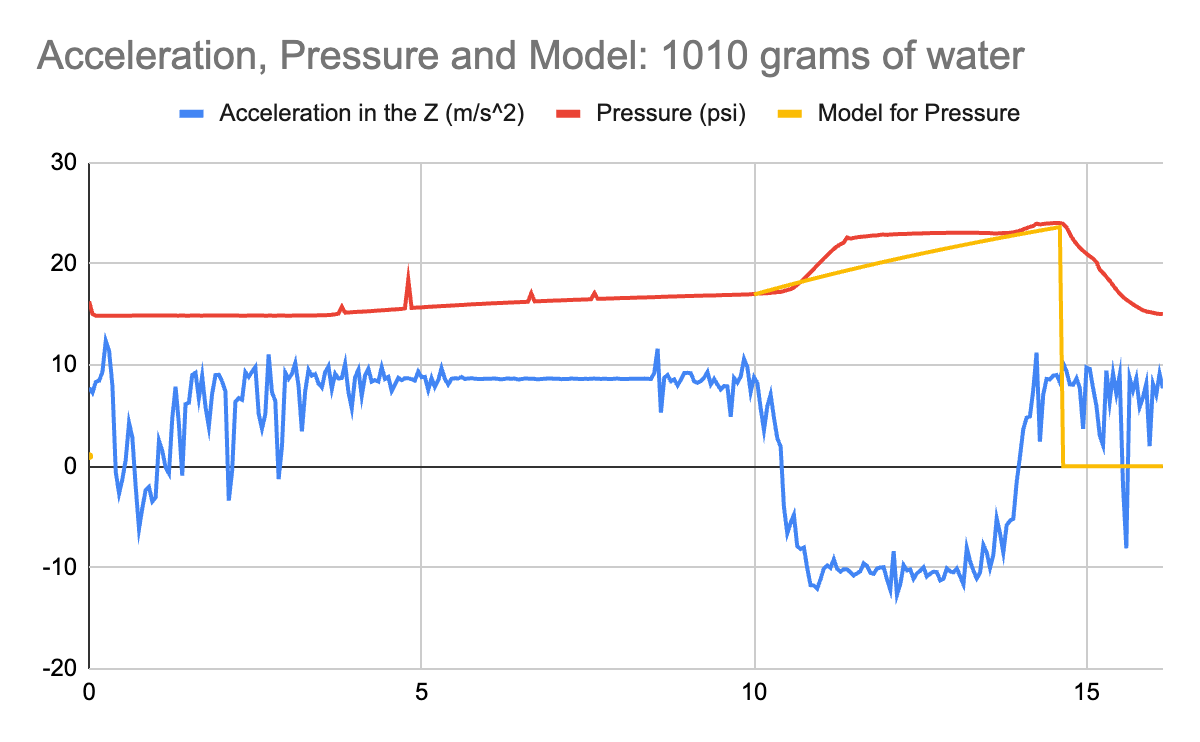 Acceleration, Pressure and Model: 1010 grams of water
Acceleration in the Z (m/s^2) Pressure (psi) Model for Pressure
30
20
10
0
-10
-20
0 5 10 15